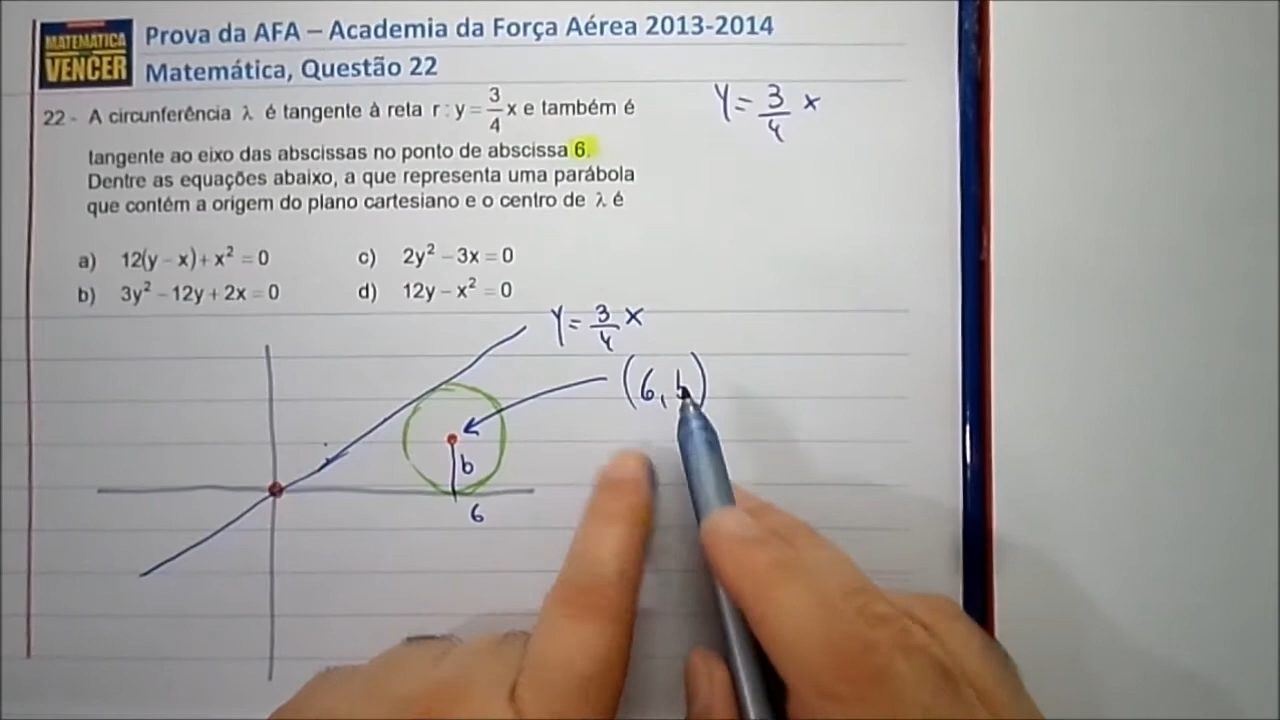 MATEMÁTICA
VENCER
Prova da AFA – Academia da Força Aérea 2013-2014
Matemática, Questão 22
22 - A circunferência λ é tangente à reta r : y = 3/4 x e também é
tangente ao eixo das abscissas no ponto de abscissa 6.
Dentre as equações abaixo, a que representa uma parábola
que contém a origem do plano cartesiano e o centro de λ é
a) 12(y – x) + x² = 0
b) 3y² – 12y + 2x = 0
c) 2y² – 3x = 0
d) 12y – x² = 0
Y = 3/4 x
Y = 3/4 x
(6, b)
b
6